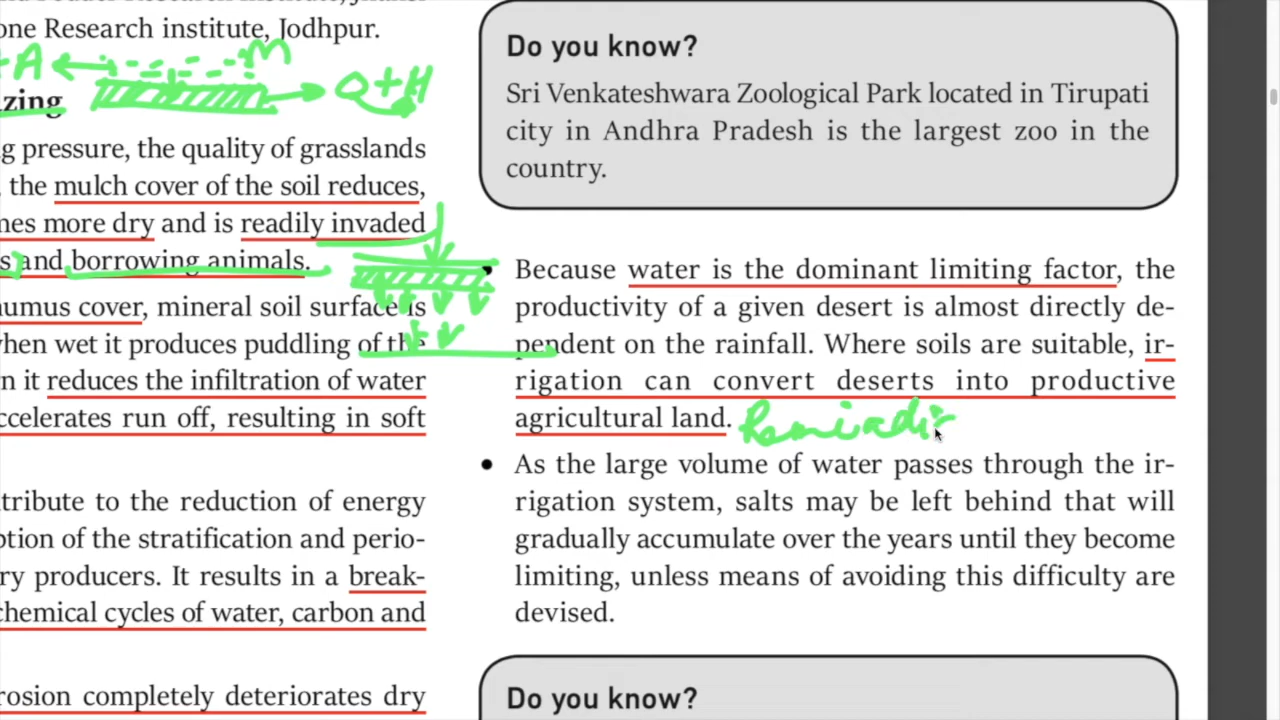 one Research institute, Jodhpur.
+A M O+H
zing
g pressure, the quality of grasslands
, the mulch cover of the soil reduces,
mes more dry and is readily invaded
s) and borrowing animals.
humus cover, mineral soil surface is
when wet it produces puddling of the
n it reduces the infiltration of water
ccelerates run off, resulting in soft
tribute to the reduction of energy
ption of the stratification and perio-
ry producers. It results in a break-
chemical cycles of water, carbon and
rosion completely deteriorates dry
Do you know?
Sri Venkateshwara Zoological Park located in Tirupati
city in Andhra Pradesh is the largest zoo in the
country.
• Because water is the dominant limiting factor, the
productivity of a given desert is almost directly de-
pendent on the rainfall. Where soils are suitable, ir-
rigation can convert deserts into productive
agricultural land.
• As the large volume of water passes through the ir-
rigation system, salts may be left behind that will
gradually accumulate over the years until they become
limiting, unless means of avoiding this difficulty are
devised.
Do you know?